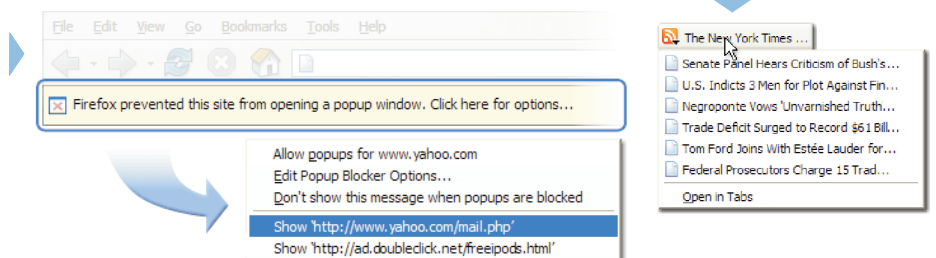 File Edit View Go Bookmarks Tools Help
Firefox prevented this site from opening a popup window. Click here for options...
Allow popups for www.yahoo.com
Edit Popup Blocker Options...
Don't show this message when popups are blocked
Show 'http://www.yahoo.com/mail.php'
Show 'http://ad.doubleclick.net/freeipods.html'
The New York Times ...
Senate Panel Hears Criticism of Bush's...
U.S. Indicts 3 Men for Plot Against Fin...
Negroponte Vows 'Unvarnished Truth...
Trade Deficit Surged to Record $61 Bill...
Tom Ford Joins With Estée Lauder for...
Federal Prosecutors Charge 15 Trad...
Open in Tabs